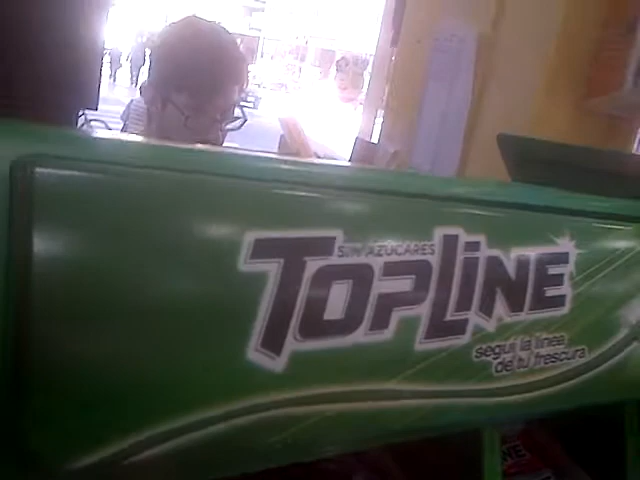 SIN AZÚCARES
TOPLINE
seguí la línea
de tu frescura